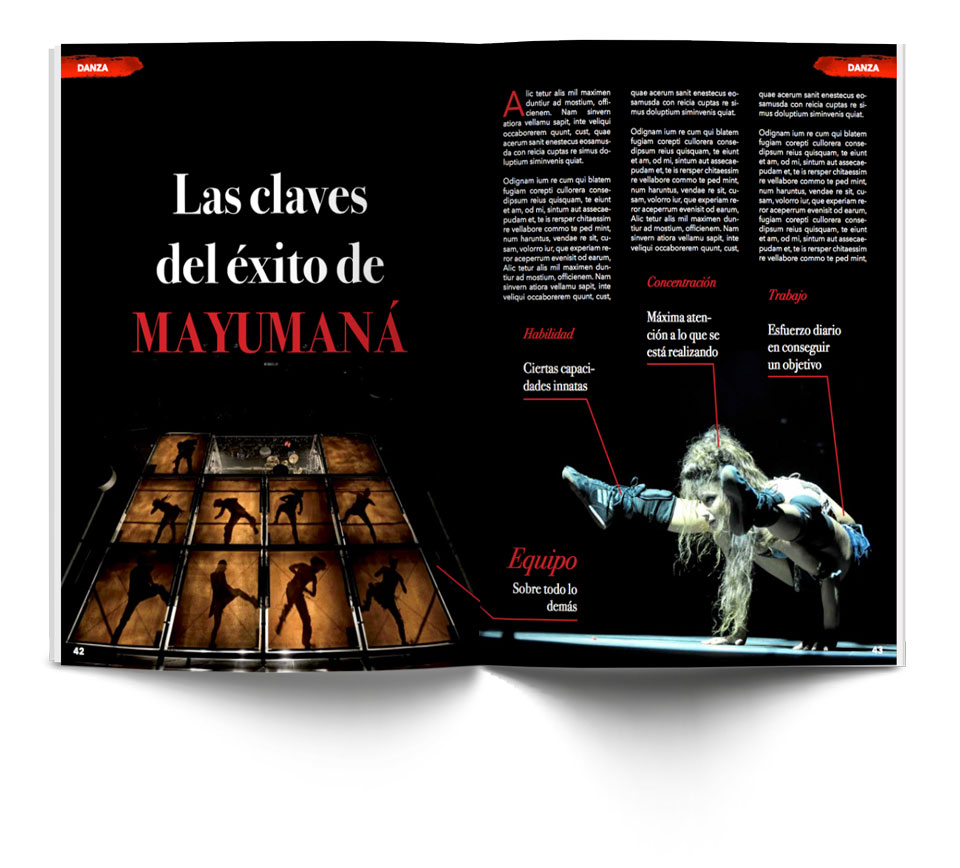 DANZA
Las claves
del éxito de
MAYUMANÁ
42
DANZA
Alic tetur alis mil maximen
duntiur ad mostium, offi-
cienem. Nam sinvern
atiora vellamu sapit, inte veliqui
occaborerem quunt, cust, quae
acerum sanit enestecus eosamus-
da con reicia cuptas re simus do-
luptium siminvenis quiat.
Odignam ium re cum qui blatem
fugiam corepti cullorera conse-
dipsum reius quisquam, te eiunt
et am, od mi, sintum aut assecae-
pudam et, te is rersper chitaessim
re vellabore commo te ped mint,
num haruntus, vendae re sit, cu-
sam, volorro iur, que experiam re-
ror aceperrum evenisit od earum,
Alic tetur alis mil maximen dun-
tiur ad mostium, officienem. Nam
sinvern atiora vellamu sapit, inte
veliqui occaborerem quunt, cust,
quae acerum sanit enestecus eo-
samusda con reicia cuptas re si-
mus doluptium siminvenis quiat.
Odignam ium re cum qui blatem
fugiam corepti cullorera conse-
dipsum reius quisquam, te eiunt
et am, od mi, sintum aut assecae-
pudam et, te is rersper chitaessim
re vellabore commo te ped mint,
num haruntus, vendae re sit, cu-
sam, volorro iur, que experiam re-
ror aceperrum evenisit od earum,
Alic tetur alis mil maximen dun-
tiur ad mostium, officienem. Nam
sinvern atiora vellamu sapit, inte
veliqui occaborerem quunt, cust,
quae acerum sanit enestecus eo-
samusda con reicia cuptas re si-
mus doluptium siminvenis quiat.
Odignam ium re cum qui blatem
fugiam corepti cullorera conse-
dipsum reius quisquam, te eiunt
et am, od mi, sintum aut assecae-
pudam et, te is rersper chitaessim
re vellabore commo te ped mint,
num haruntus, vendae re sit, cu-
sam, volorro iur, que experiam re-
ror aceperrum evenisit od earum,
fugiam corepti cullorera conse-
dipsum reius quisquam, te eiunt
et am, od mi, sintum aut assecae-
pudam et, te is rersper chitaessim
re vellabore commo te ped mint,
Habilidad
Ciertas capaci-
dades innatas
Concentración
Máxima aten-
ción a lo que se
está realizando
Trabajo
Esfuerzo diario
en conseguir
un objetivo
Equipo
Sobre todo lo
demás
43